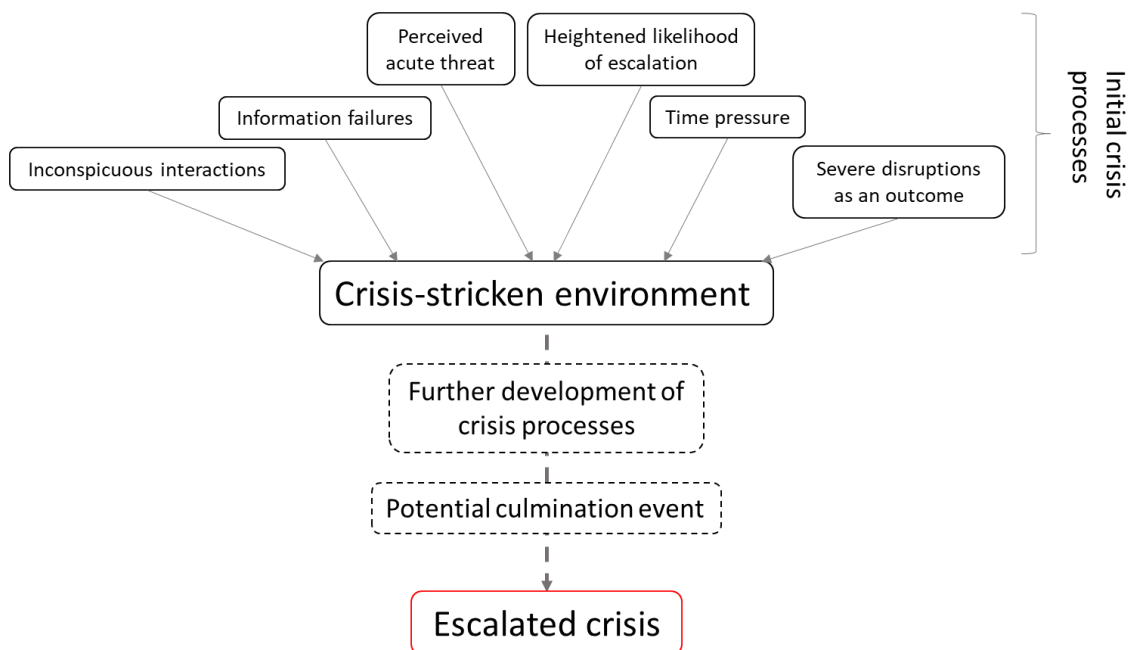 Perceived
acute threat
Heightened likelihood
of escalation
Information failures
Time pressure
Inconspicuous interactions
Severe disruptions
as an outcome
Initial crisis
processes
Crisis-stricken environment
Further development of
crisis processes
Potential culmination event
Escalated crisis